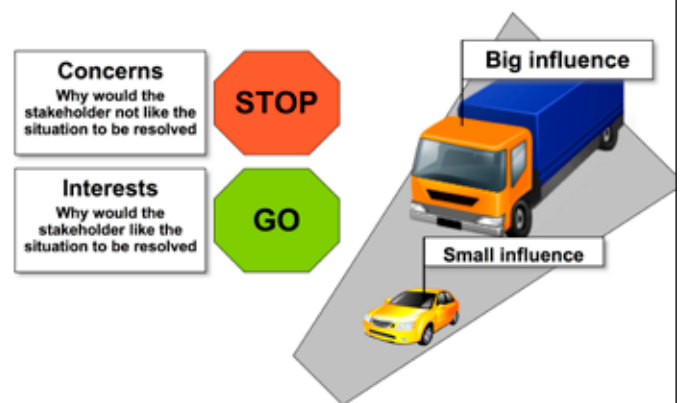 Concerns
Why would the
stakeholder not like the
situation to be resolved
STOP
Interests
Why would the
stakeholder like the
situation to be resolved
GO
Big influence
Small influence